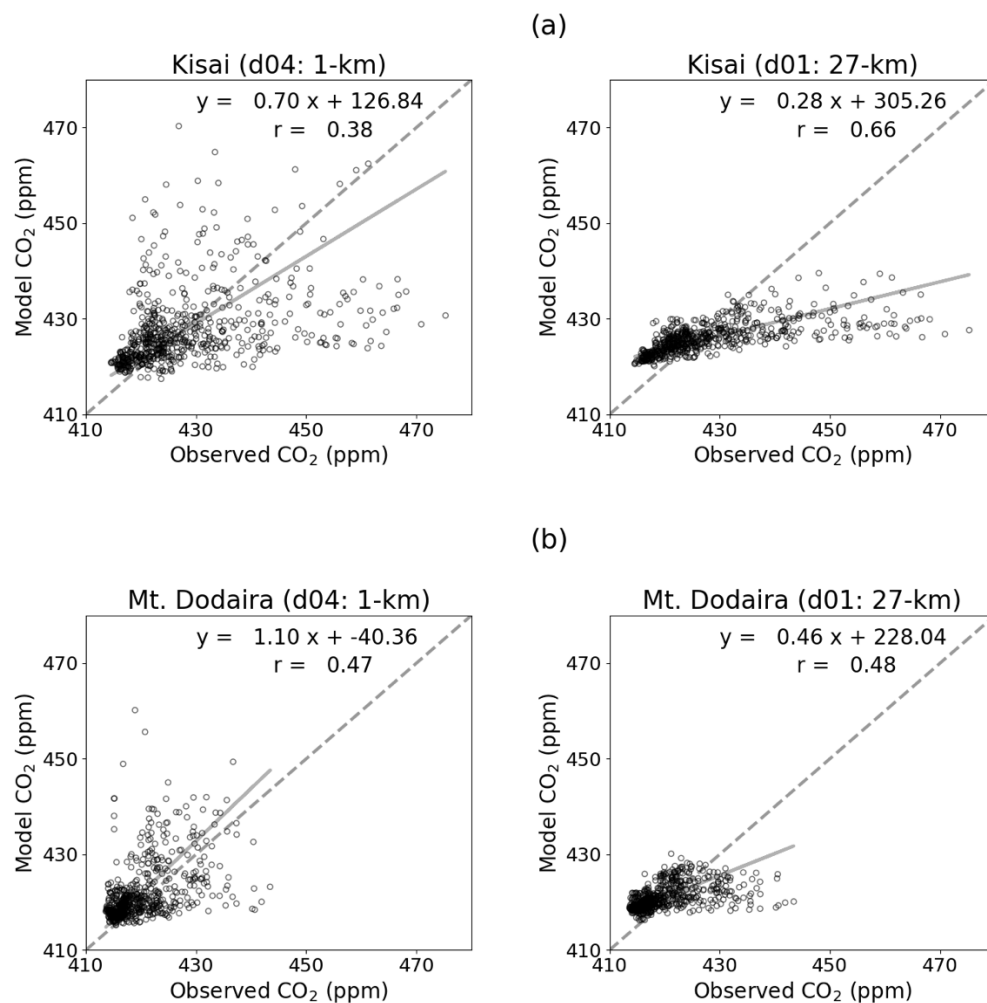 (a)
Kisai (d04: 1-km)
y = 0.70 x + 126.84
r = 0.38
470
450
430
410
410 430 450 470
Model CO₂ (ppm)
Observed CO₂ (ppm)
Kisai (d01: 27-km)
y = 0.28 x + 305.26
r = 0.66
470
450
430
410
410 430 450 470
Model CO₂ (ppm)
Observed CO₂ (ppm)
(b)
Mt. Dodaira (d04: 1-km)
y = 1.10 x + -40.36
r = 0.47
470
450
430
410
410 430 450 470
Model CO₂ (ppm)
Observed CO₂ (ppm)
Mt. Dodaira (d01: 27-km)
y = 0.46 x + 228.04
r = 0.48
470
450
430
410
410 430 450 470
Model CO₂ (ppm)
Observed CO₂ (ppm)